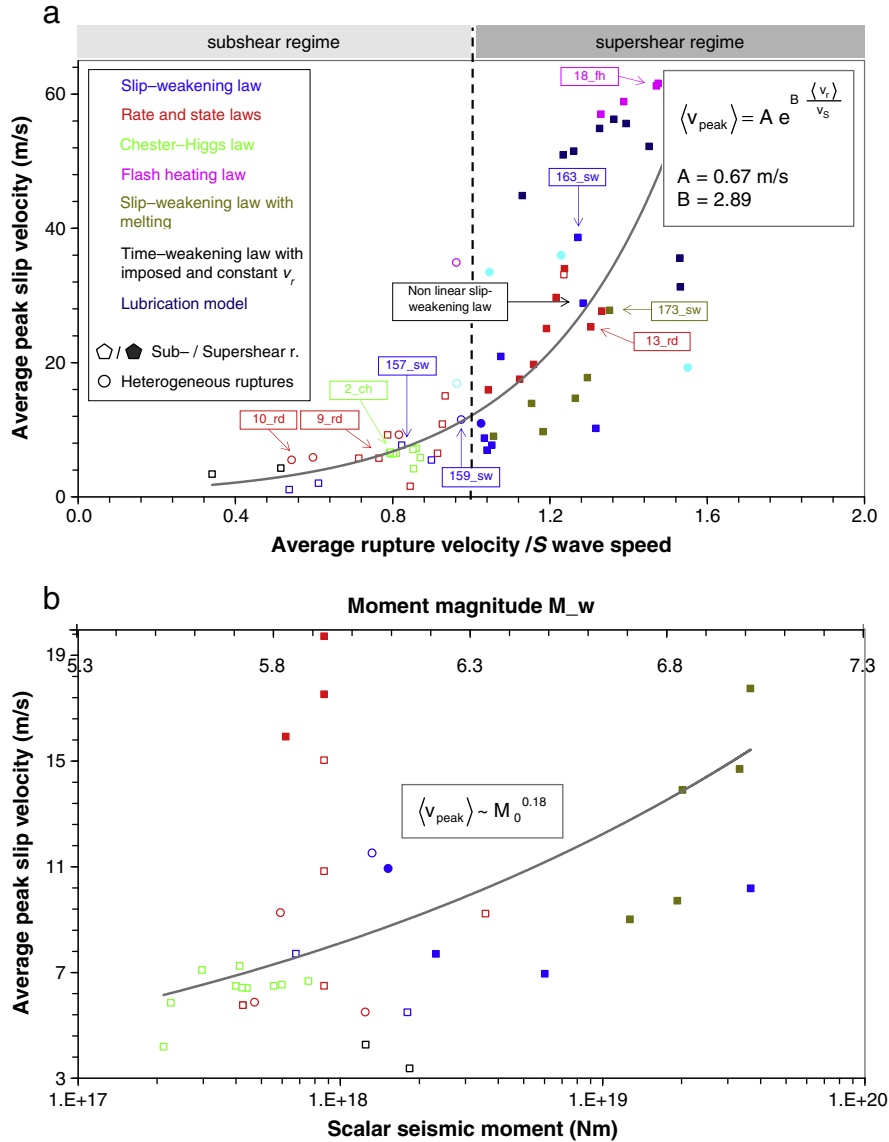 a
subshear regime
supershear regime
Average peak slip velocity (m/s)
60
40
20
0
Slip–weakening law
Rate and state laws
Chester–Higgs law
Flash heating law
Slip–weakening law with
melting
Time–weakening law with
imposed and constant v_r
Lubrication model
/ Sub– / Supershear r.
Heterogeneous ruptures
18_fh
⟨v_peak⟩ = A e^{B ⟨v_r⟩/v_S}
A = 0.67 m/s
B = 2.89
163_sw
Non linear slip-
weakening law
173_sw
13_rd
157_sw
2_ch
10_rd
9_rd
159_sw
0.0 0.4 0.8 1.2 1.6 2.0
Average rupture velocity /S wave speed
b
Moment magnitude M_w
5.3 5.8 6.3 6.8 7.3
Average peak slip velocity (m/s)
19
15
11
7
3
⟨v_peak⟩ ~ M_0^0.18
1.E+17 1.E+18 1.E+19 1.E+20
Scalar seismic moment (Nm)